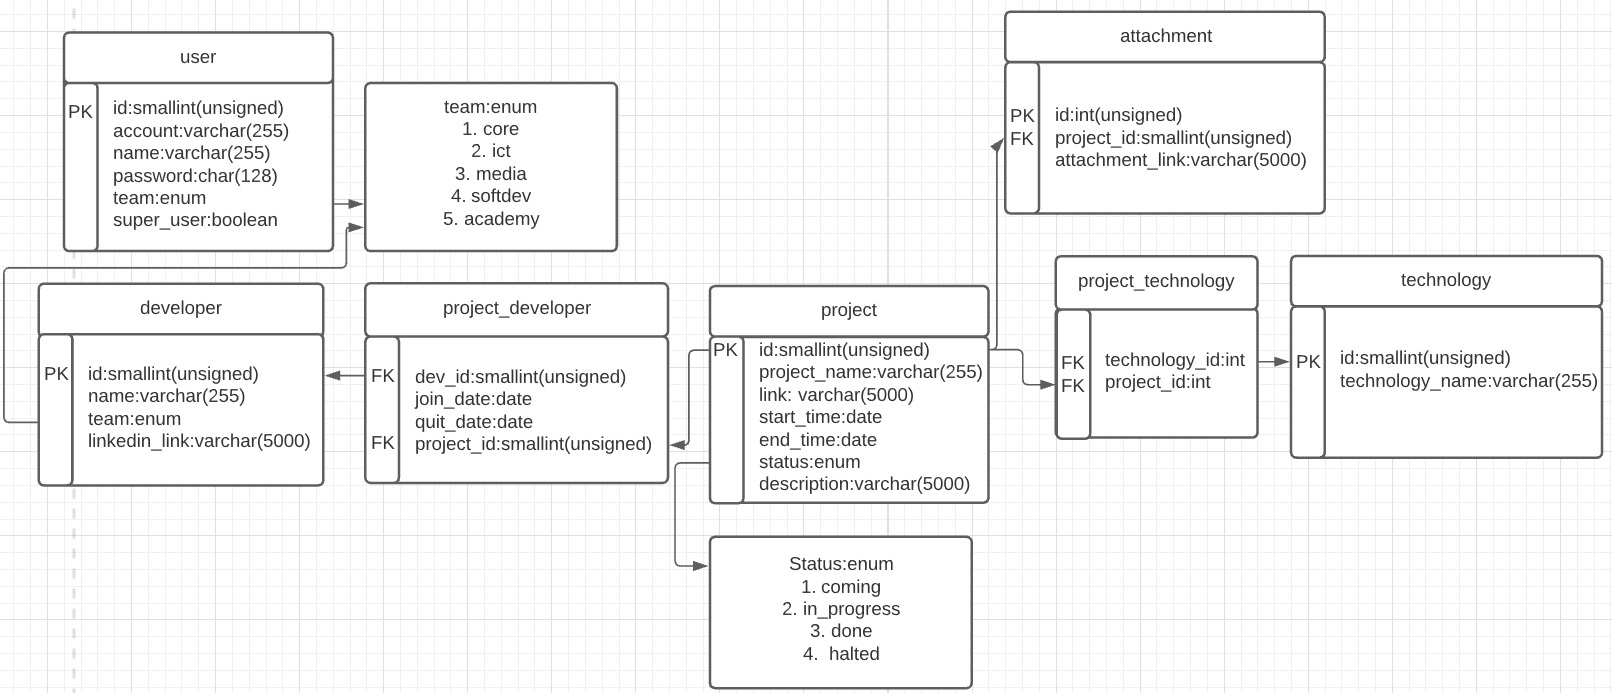 user
PK
id:smallint(unsigned)
account:varchar(255)
name:varchar(255)
password:char(128)
team:enum
super_user:boolean
team:enum
1. core
2. ict
3. media
4. softdev
5. academy
attachment
PK
FK
id:int(unsigned)
project_id:smallint(unsigned)
attachment_link:varchar(5000)
developer
PK
id:smallint(unsigned)
name:varchar(255)
team:enum
linkedin_link:varchar(5000)
project_developer
FK
FK
dev_id:smallint(unsigned)
join_date:date
quit_date:date
project_id:smallint(unsigned)
project
PK
id:smallint(unsigned)
project_name:varchar(255)
link: varchar(5000)
start_time:date
end_time:date
status:enum
description:varchar(5000)
project_technology
FK
FK
technology_id:int
project_id:int
technology
PK
id:smallint(unsigned)
technology_name:varchar(255)
Status:enum
1. coming
2. in_progress
3. done
4.  halted